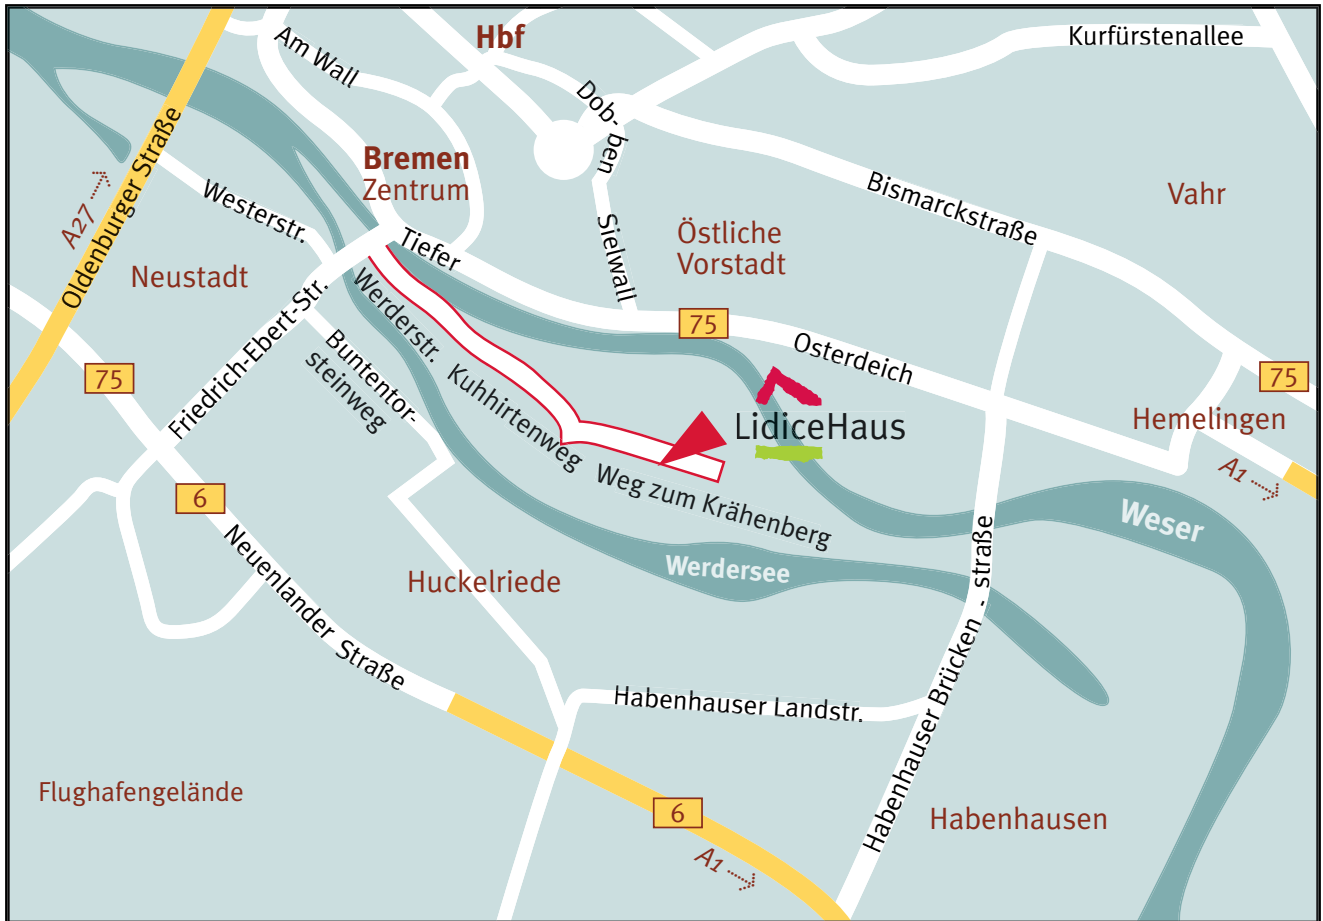 Hbf
Kurfürstenallee
Am Wall
Dob-
ben
Oldenburger Straße
Bremen
Zentrum
Bismarckstraße
Vahr
A27
Westerstr.
Sielwall
Östliche
Vorstadt
Tiefer
Neustadt
Werderstr.
75
Osterdeich
75
75
Friedrich-Ebert-Str.
Buntentor-
steinweg
Kuhhirtenweg
LidiceHaus
Hemelingen
A1
Weg zum Krähenberg
6
Weser
Neuenlander Straße
Huckelriede
Werdersee
Habenhauser Brücken - straße
Habenhauser Landstr.
Flughafengelände
6
Habenhausen
A1